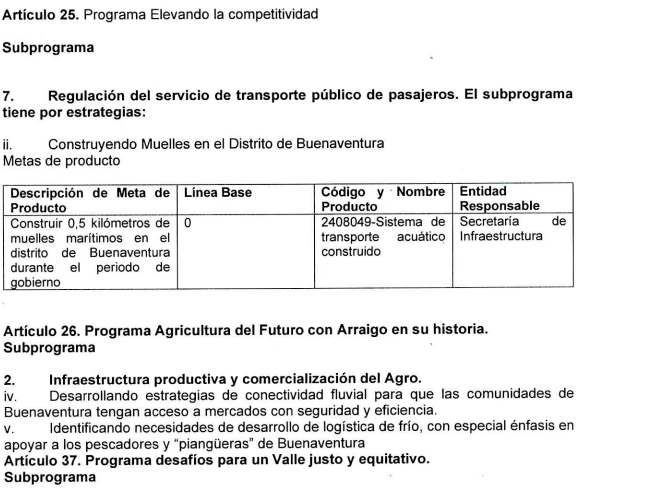 Artículo 25. Programa Elevando la competitividad
Subprograma
7. Regulación del servicio de transporte público de pasajeros. El subprograma
tiene por estrategias:
ii. Construyendo Muelles en el Distrito de Buenaventura
Metas de producto
Descripción de Meta de Producto | Línea Base | Código y Nombre Producto | Entidad Responsable
Construir 0,5 kilómetros de muelles marítimos en el distrito de Buenaventura durante el periodo de gobierno | 0 | 2408049-Sistema de transporte acuático construido | Secretaría de Infraestructura
Artículo 26. Programa Agricultura del Futuro con Arraigo en su historia.
Subprograma
2. Infraestructura productiva y comercialización del Agro.
iv. Desarrollando estrategias de conectividad fluvial para que las comunidades de
Buenaventura tengan acceso a mercados con seguridad y eficiencia.
v. Identificando necesidades de desarrollo de logística de frío, con especial énfasis en
apoyar a los pescadores y “piangüeras” de Buenaventura
Artículo 37. Programa desafíos para un Valle justo y equitativo.
Subprograma